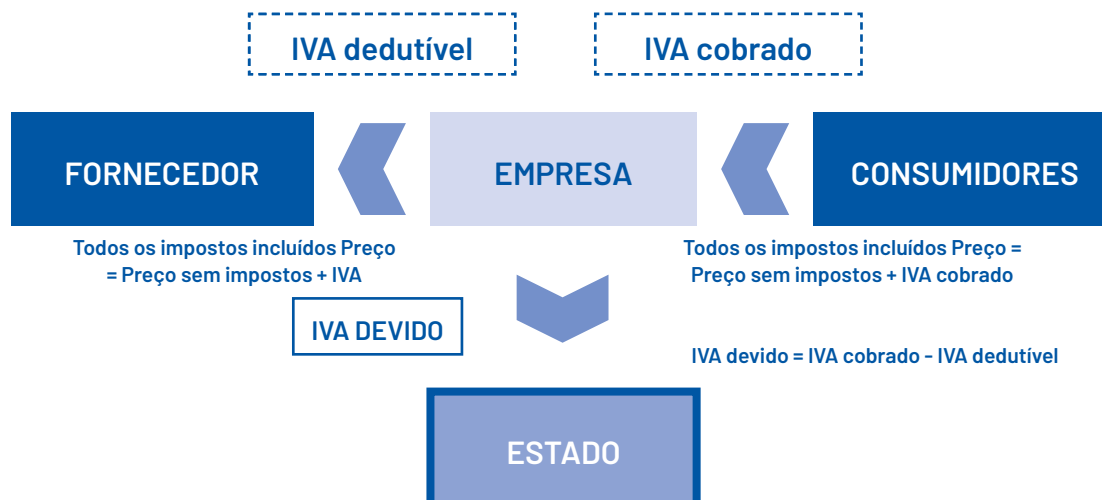 IVA dedutível
IVA cobrado
FORNECEDOR
EMPRESA
CONSUMIDORES
Todos os impostos incluídos Preço
= Preço sem impostos + IVA
Todos os impostos incluídos Preço =
Preço sem impostos + IVA cobrado
IVA DEVIDO
IVA devido = IVA cobrado - IVA dedutível
ESTADO